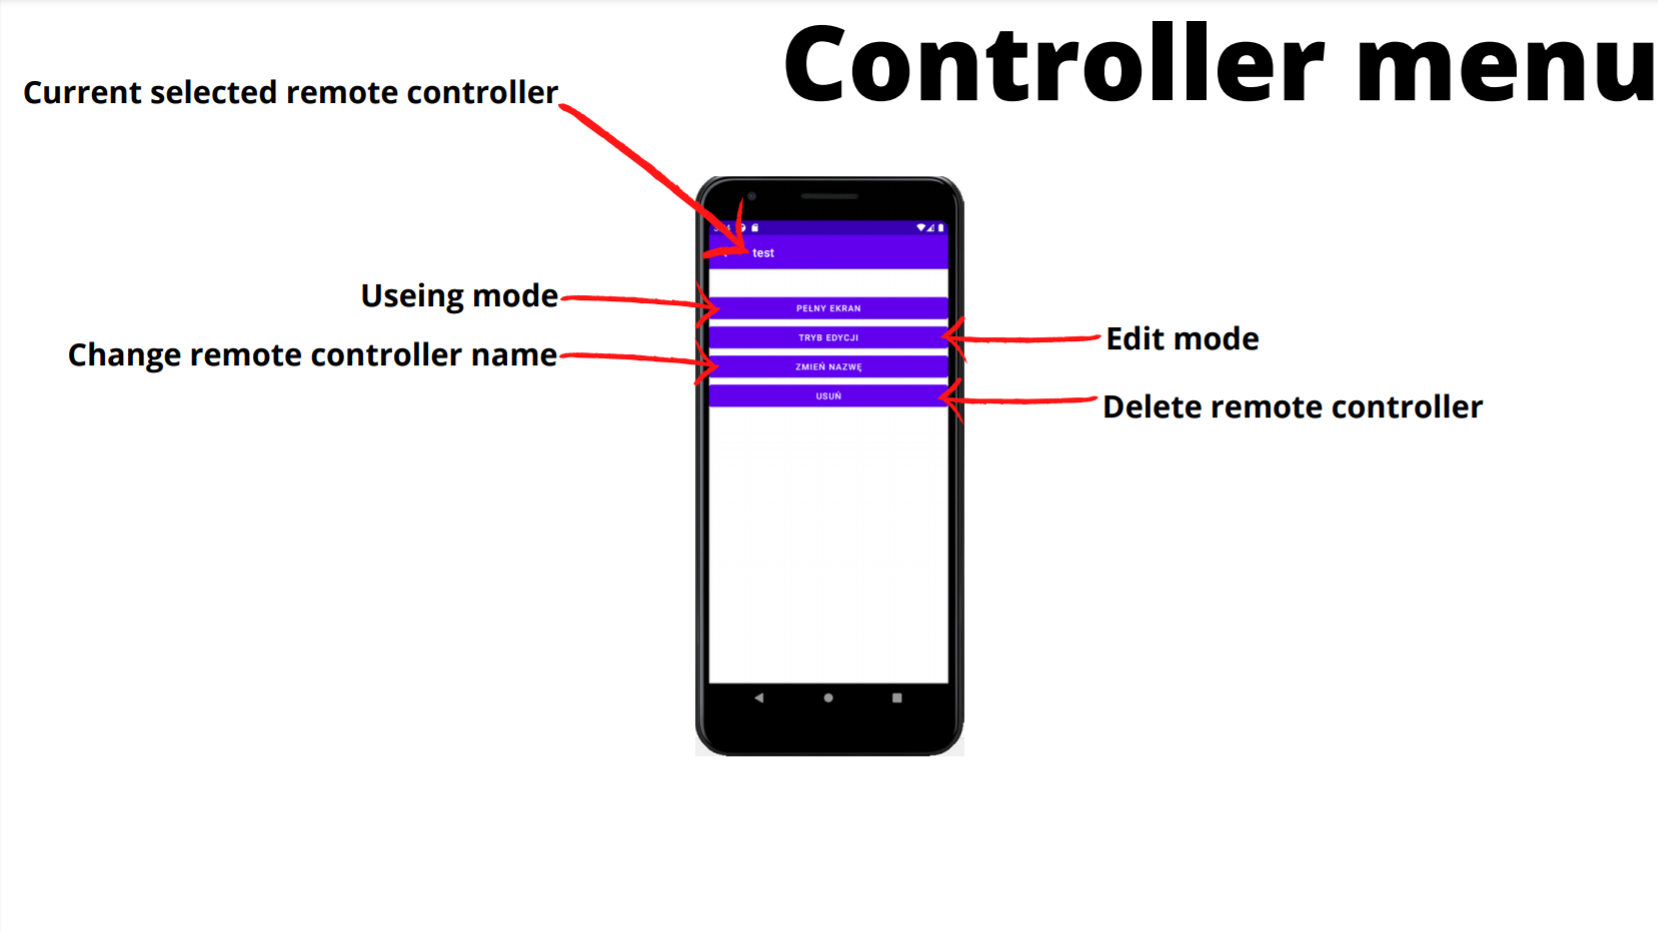 Controller menu
Current selected remote controller
test
Useing mode
PEŁNY EKRAN
TRYB EDYCJI
Edit mode
Change remote controller name
ZMIEŃ NAZWĘ
USUŃ
Delete remote controller